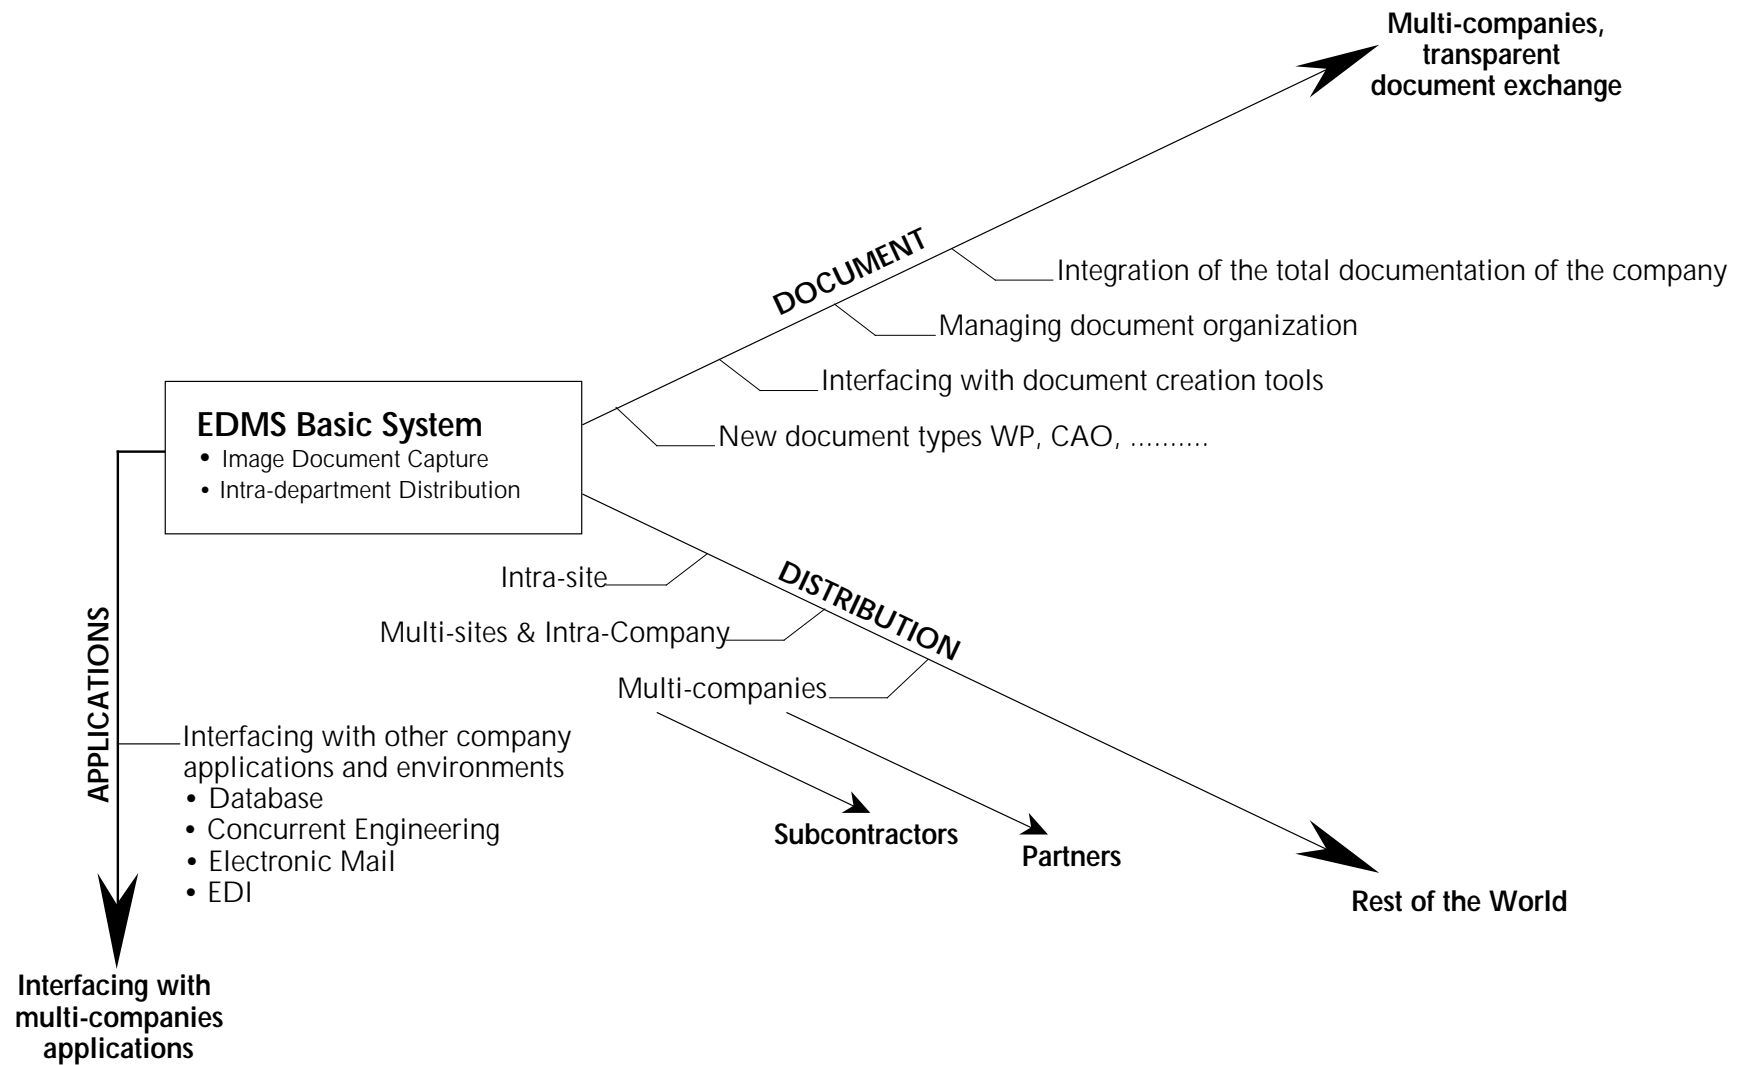 Multi-companies,
transparent
document exchange
DOCUMENT
Integration of the total documentation of the company
Managing document organization
Interfacing with document creation tools
New document types WP, CAO, ..........
EDMS Basic System
• Image Document Capture
• Intra-department Distribution
DISTRIBUTION
Intra-site
Multi-sites & Intra-Company
Multi-companies
Subcontractors
Partners
Rest of the World
APPLICATIONS
Interfacing with other company
applications and environments
• Database
• Concurrent Engineering
• Electronic Mail
• EDI
Interfacing with
multi-companies
applications